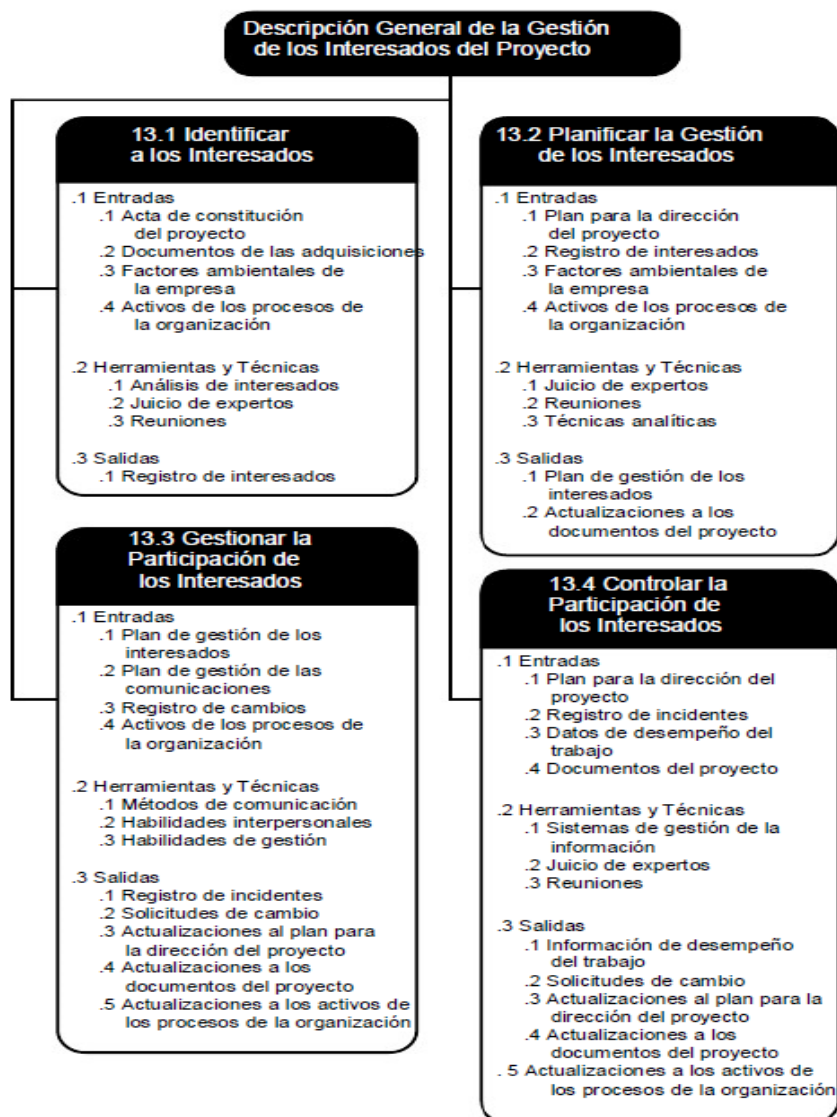 Descripción General de la Gestión
de los Interesados del Proyecto
13.1 Identificar
a los Interesados
.1 Entradas
.1 Acta de constitución
del proyecto
.2 Documentos de las adquisiciones
.3 Factores ambientales de
la empresa
.4 Activos de los procesos de
la organización
.2 Herramientas y Técnicas
.1 Análisis de interesados
.2 Juicio de expertos
.3 Reuniones
.3 Salidas
.1 Registro de interesados
13.2 Planificar la Gestión
de los Interesados
.1 Entradas
.1 Plan para la dirección
del proyecto
.2 Registro de interesados
.3 Factores ambientales de
la empresa
.4 Activos de los procesos de
la organización
.2 Herramientas y Técnicas
.1 Juicio de expertos
.2 Reuniones
.3 Técnicas analíticas
.3 Salidas
.1 Plan de gestión de los
interesados
.2 Actualizaciones a los
documentos del proyecto
13.3 Gestionar la
Participación de
los Interesados
.1 Entradas
.1 Plan de gestión de los
interesados
.2 Plan de gestión de las
comunicaciones
.3 Registro de cambios
.4 Activos de los procesos de
la organización
.2 Herramientas y Técnicas
.1 Métodos de comunicación
.2 Habilidades interpersonales
.3 Habilidades de gestión
.3 Salidas
.1 Registro de incidentes
.2 Solicitudes de cambio
.3 Actualizaciones al plan para
la dirección del proyecto
.4 Actualizaciones a los
documentos del proyecto
.5 Actualizaciones a los activos de
los procesos de la organización
13.4 Controlar la
Participación de
los Interesados
.1 Entradas
.1 Plan para la dirección del
proyecto
.2 Registro de incidentes
.3 Datos de desempeño del
trabajo
.4 Documentos del proyecto
.2 Herramientas y Técnicas
.1 Sistemas de gestión de la
información
.2 Juicio de expertos
.3 Reuniones
.3 Salidas
.1 Información de desempeño
del trabajo
.2 Solicitudes de cambio
.3 Actualizaciones al plan para la
dirección del proyecto
.4 Actualizaciones a los
documentos del proyecto
. 5 Actualizaciones a los activos de
los procesos de la organización